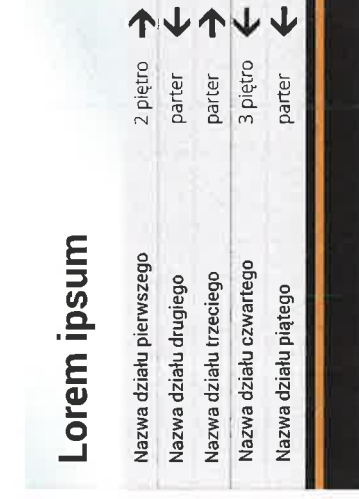 Lorem ipsum
Nazwa działu pierwszego 2 piętro
Nazwa działu drugiego parter
Nazwa działu trzeciego parter
Nazwa działu czwartego 3 piętro
Nazwa działu piątego parter